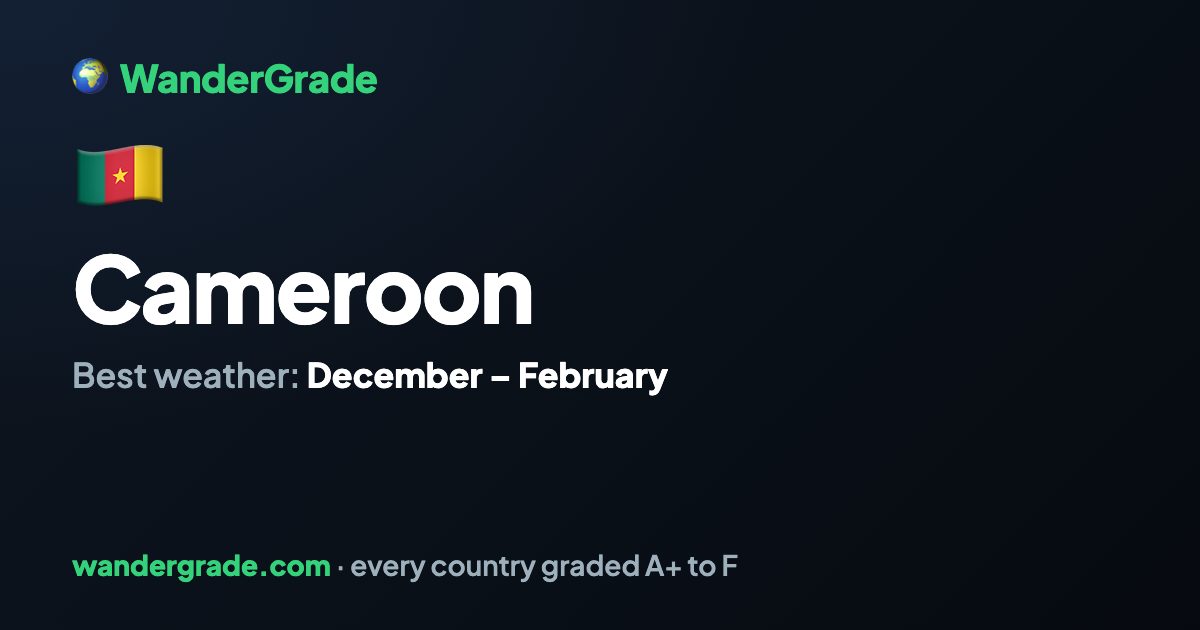 WanderGrade
Cameroon
Best weather: December – February
wandergrade.com · every country graded A+ to F